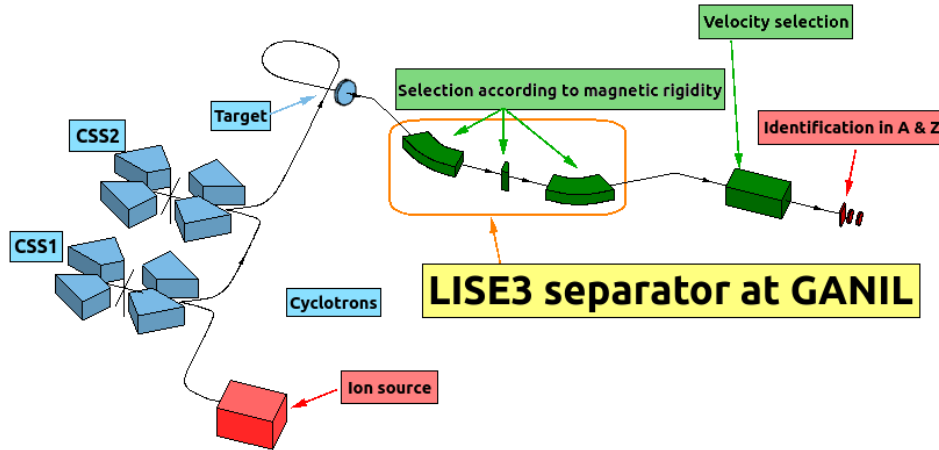 Velocity selection
Selection according to magnetic rigidity
Target
Identification in A & Z
CSS2
CSS1
LISE3 separator at GANIL
Cyclotrons
Ion source